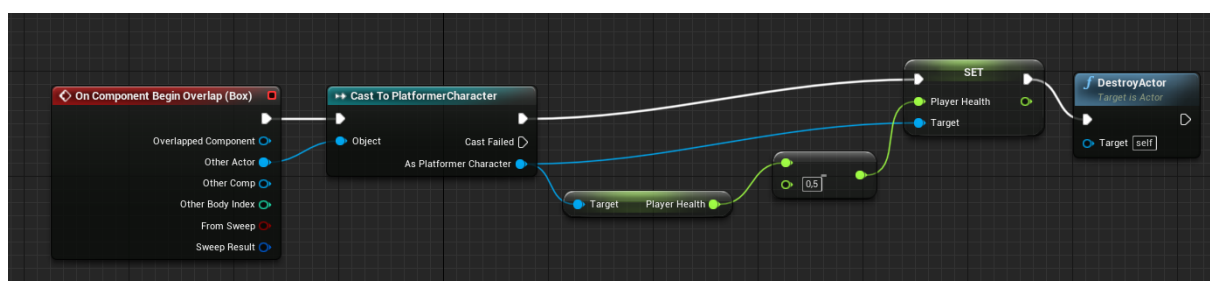 On Component Begin Overlap (Box)
Overlapped Component
Other Actor
Other Comp
Other Body Index
From Sweep
Sweep Result
Cast To PlatformerCharacter
Object
Cast Failed
As Platformer Character
Target Player Health
0,5
-
SET
Player Health
Target
f DestroyActor
Target is Actor
Target self